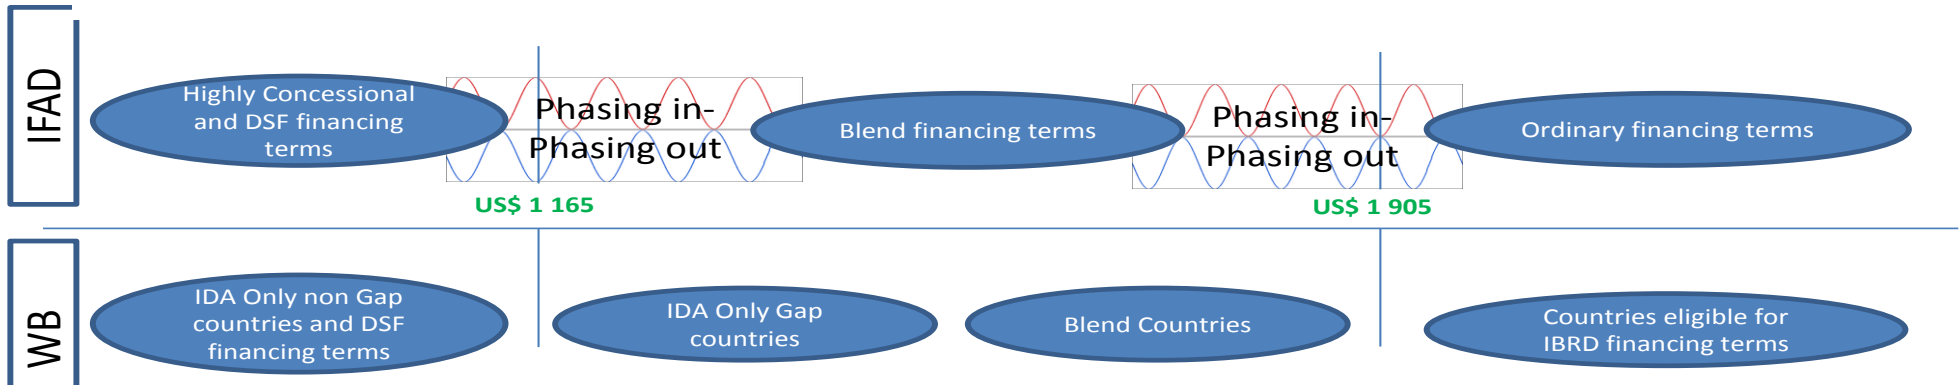 IFAD
Highly Concessional
and DSF financing
terms
Phasing in-
Phasing out
Blend financing terms
Phasing in-
Phasing out
Ordinary financing terms
US$ 1 165
US$ 1 905
WB
IDA Only non Gap
countries and DSF
financing terms
IDA Only Gap
countries
Blend Countries
Countries eligible for
IBRD financing terms